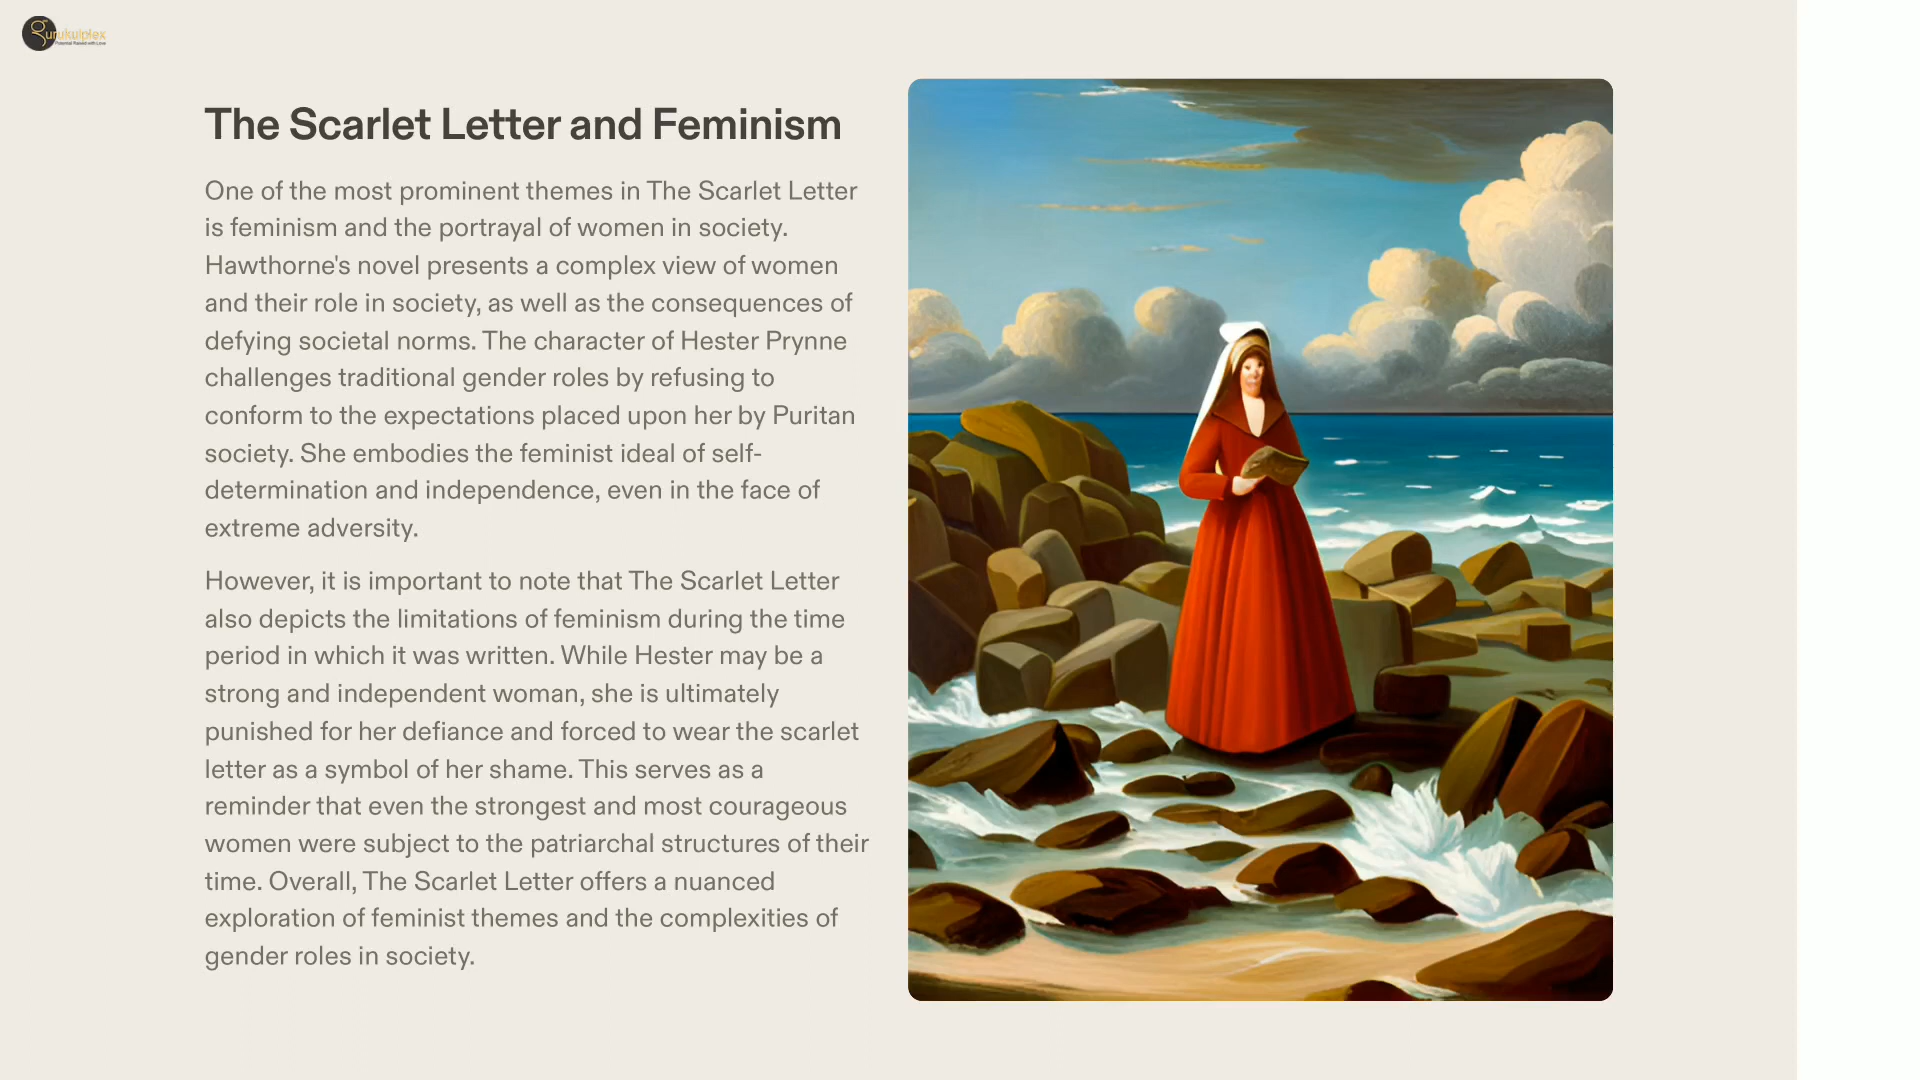 gurukulplex
Potential Raised with Love
The Scarlet Letter and Feminism
One of the most prominent themes in The Scarlet Letter
is feminism and the portrayal of women in society.
Hawthorne's novel presents a complex view of women
and their role in society, as well as the consequences of
defying societal norms. The character of Hester Prynne
challenges traditional gender roles by refusing to
conform to the expectations placed upon her by Puritan
society. She embodies the feminist ideal of self-
determination and independence, even in the face of
extreme adversity.
However, it is important to note that The Scarlet Letter
also depicts the limitations of feminism during the time
period in which it was written. While Hester may be a
strong and independent woman, she is ultimately
punished for her defiance and forced to wear the scarlet
letter as a symbol of her shame. This serves as a
reminder that even the strongest and most courageous
women were subject to the patriarchal structures of their
time. Overall, The Scarlet Letter offers a nuanced
exploration of feminist themes and the complexities of
gender roles in society.